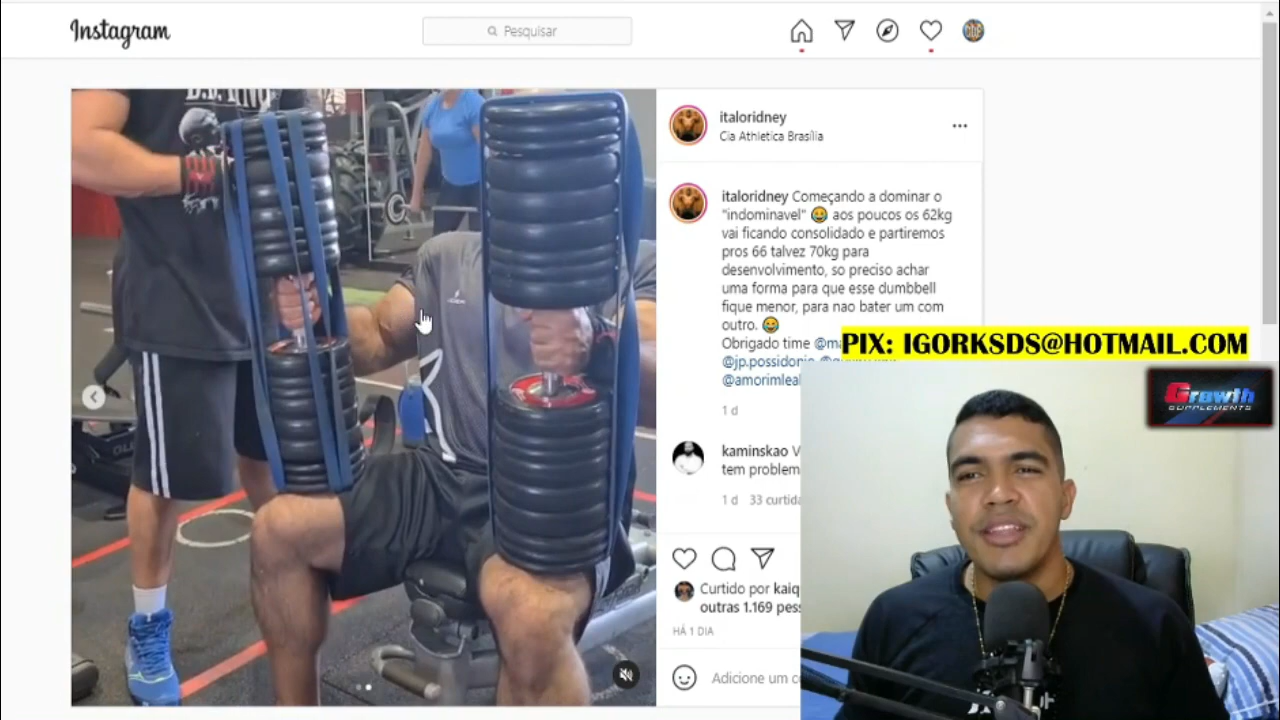 Instagram
Pesquisar
italoridney
Cia Athletica Brasília
italoridney Começando a dominar o
"indominavel" 😂 aos poucos os 62kg
vai ficando consolidado e partiremos
pros 66 talvez 70kg para
desenvolvimento, so preciso achar
uma forma para que esse dumbbell
fique menor, para nao bater um com
outro. 😂
Obrigado time
PIX: IGORKSDS@HOTMAIL.COM
@jp.possidonio
@amorimleal
1 d
Growth
SUPPLEMENTS
kaminskao
tem problem
1 d 33 curtida
Curtido por kaiq
outras 1.169 pess
HÁ 1 DIA
Adicione um co